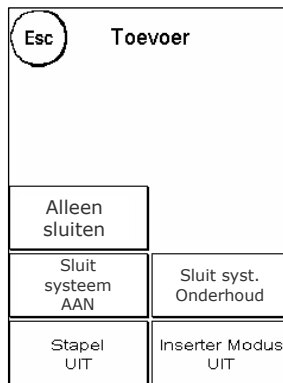 Esc
Toevoer
Alleen
sluiten
Sluit
systeem
AAN
Sluit syst.
Onderhoud
Stapel
UIT
Inserter Modus
UIT